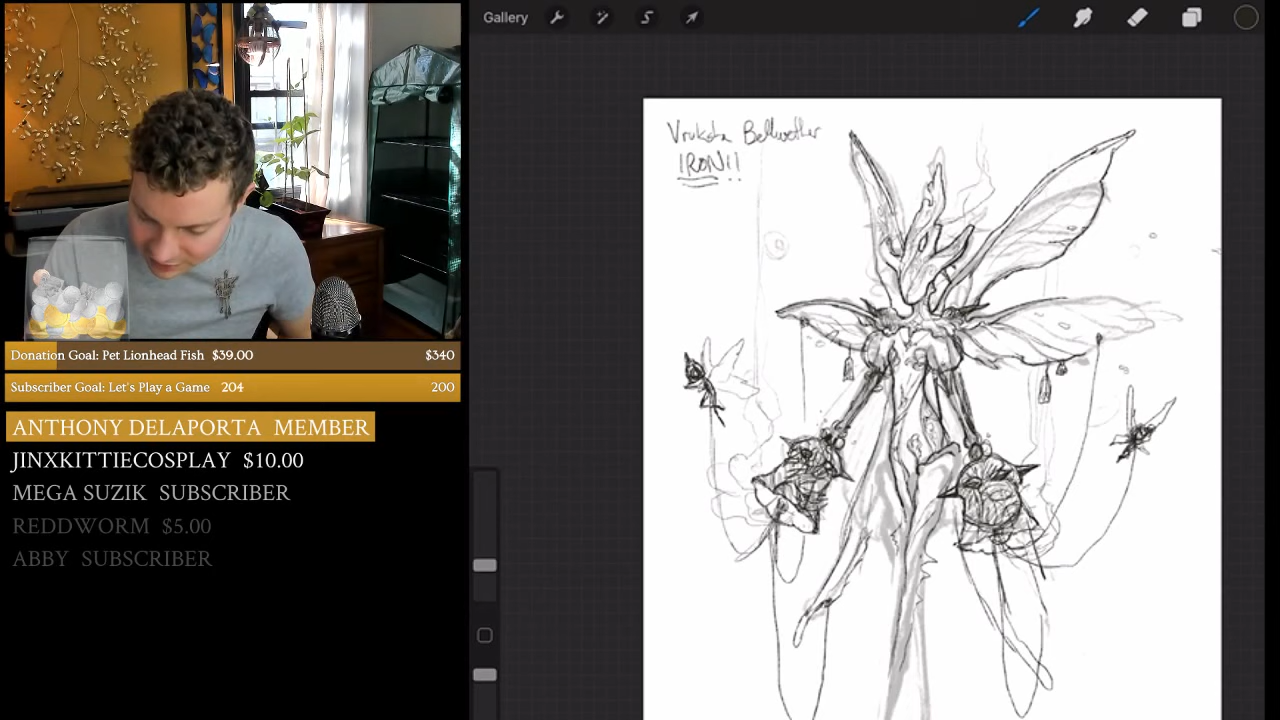 Gallery
Vruksha Bellwether
IRON!!
Donation Goal: Pet Lionhead Fish $39.00 $340
Subscriber Goal: Let's Play a Game 204 200
ANTHONY DELAPORTA MEMBER
JINXKITTIECOSPLAY $10.00
MEGA SUZIK SUBSCRIBER
REDDWORM $5.00
ABBY SUBSCRIBER